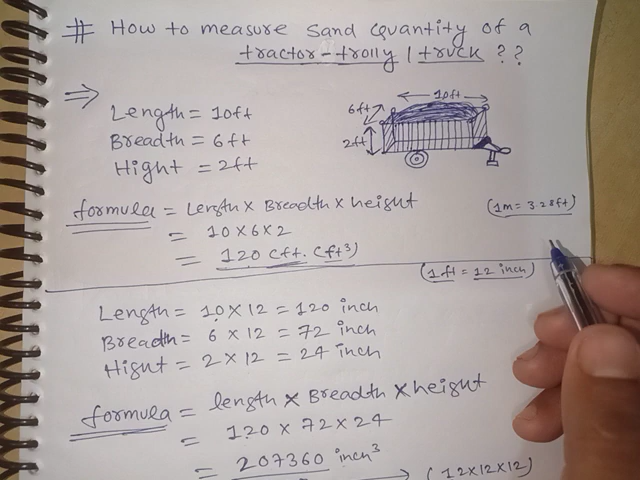 # How to measure Sand Quantity of a
tractor-trolly / truck ??
⇒
Length = 10ft
Breadth = 6ft
Hight = 2ft
10ft
6ft
2ft
formula = Length × Breadth × height
(1m = 3.28ft)
= 10×6×2
= 120 Cft. (ft³)
(1ft = 12 inch)
Length = 10 × 12 = 120 inch
Breadth = 6 × 12 = 72 inch
Hight = 2 × 12 = 24 inch
formula = length × Breadth × height
= 120 × 72 × 24
= 207360 inch³
(12×12×12)